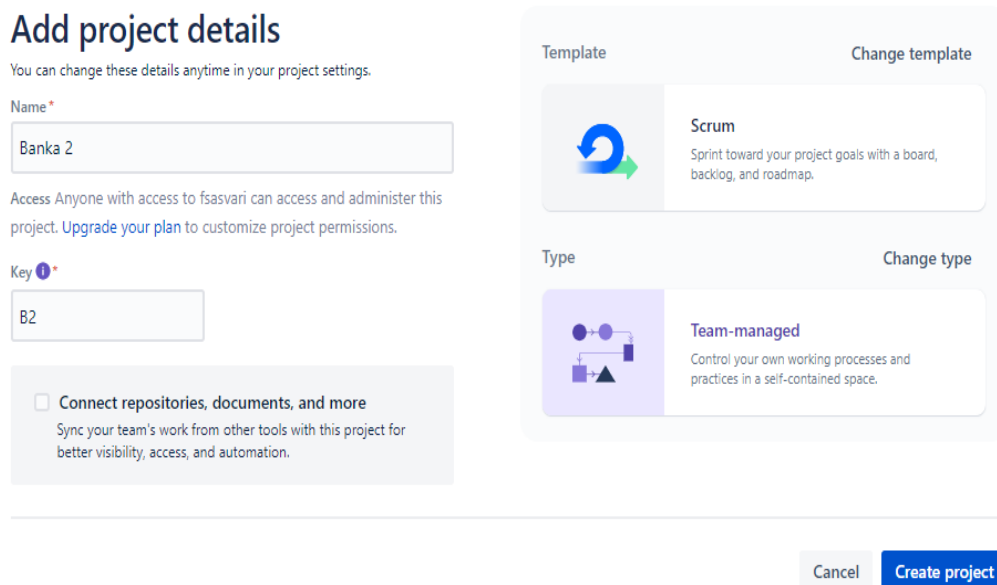 Add project details
You can change these details anytime in your project settings.
Name*
Banka 2
Access Anyone with access to fsasvari can access and administer this
project. Upgrade your plan to customize project permissions.
Key i *
B2
Connect repositories, documents, and more
Sync your team's work from other tools with this project for
better visibility, access, and automation.
Template
Change template
Scrum
Sprint toward your project goals with a board,
backlog, and roadmap.
Type
Change type
Team-managed
Control your own working processes and
practices in a self-contained space.
Cancel
Create project